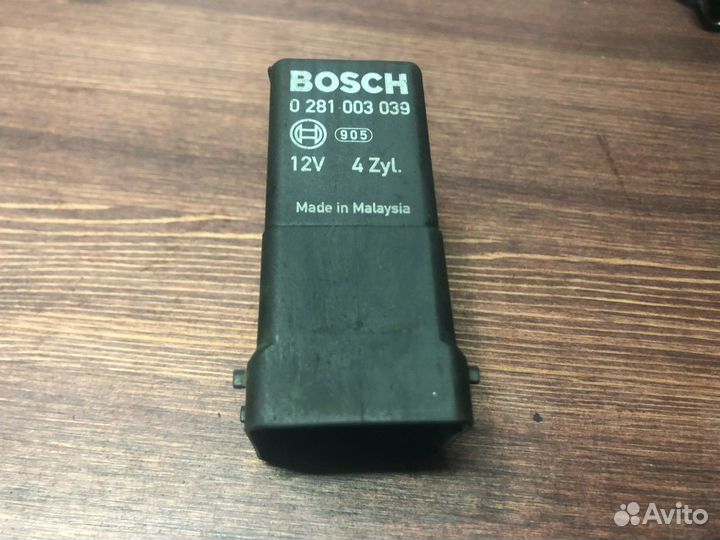 BOSCH
0 281 003 039
905
12V 4 Zyl.
Made in Malaysia
Avito